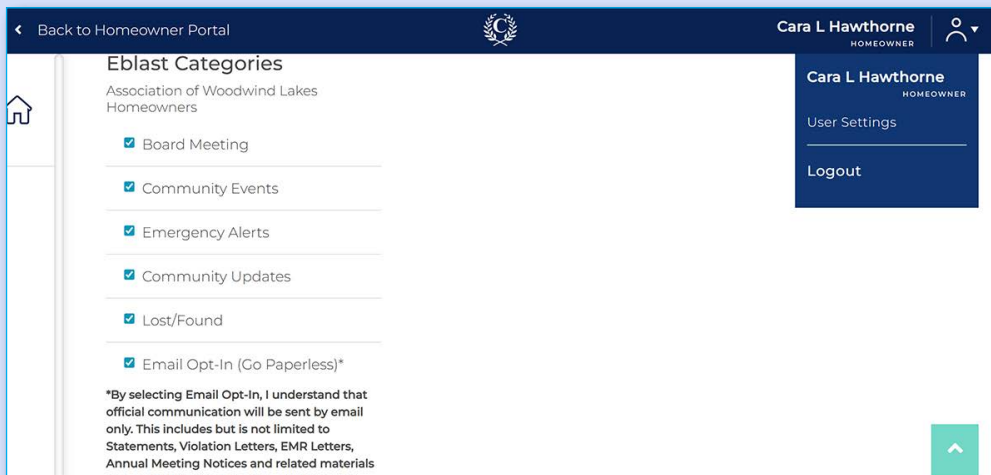 Back to Homeowner Portal
C
Cara L Hawthorne
HOMEOWNER
Cara L Hawthorne
HOMEOWNER
User Settings
Logout
Eblast Categories
Association of Woodwind Lakes
Homeowners
Board Meeting
Community Events
Emergency Alerts
Community Updates
Lost/Found
Email Opt-In (Go Paperless)*
*By selecting Email Opt-In, I understand that
official communication will be sent by email
only. This includes but is not limited to
Statements, Violation Letters, EMR Letters,
Annual Meeting Notices and related materials